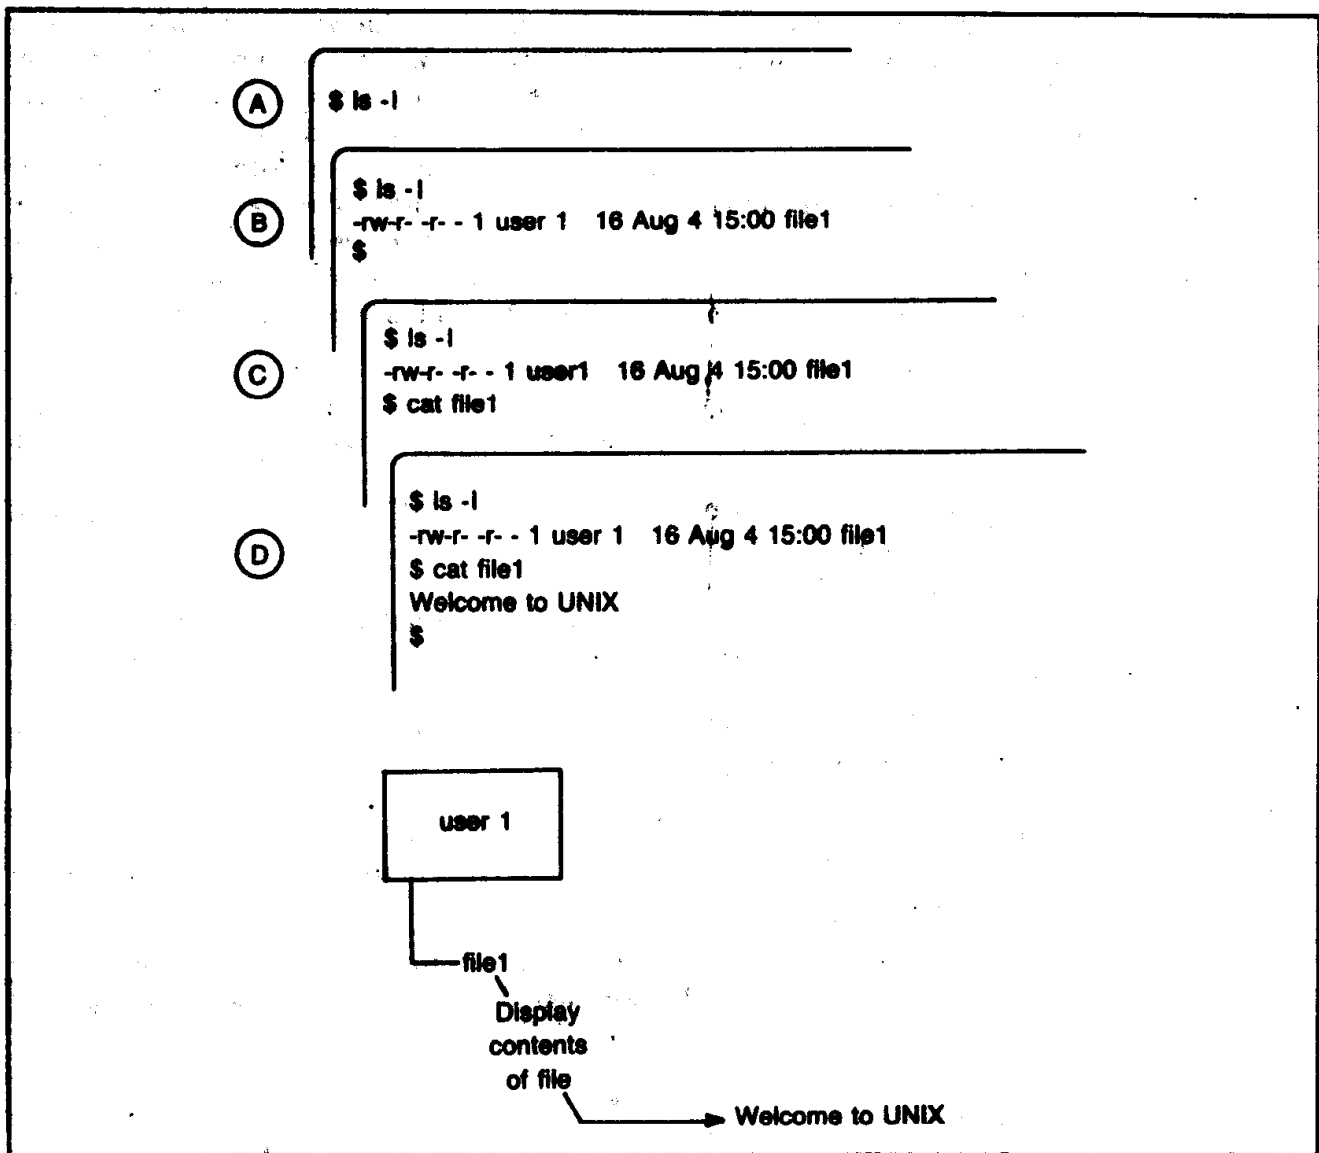 A
$ ls -l
B
$ ls -l
-rw-r- -r- - 1 user 1 16 Aug 4 15:00 file1
$
C
$ ls -l
-rw-r- -r- - 1 user1 16 Aug 4 15:00 file1
$ cat file1
D
$ ls -l
-rw-r- -r- - 1 user 1 16 Aug 4 15:00 file1
$ cat file1
Welcome to UNIX
$
user 1
file1
Display
contents
of file
Welcome to UNIX